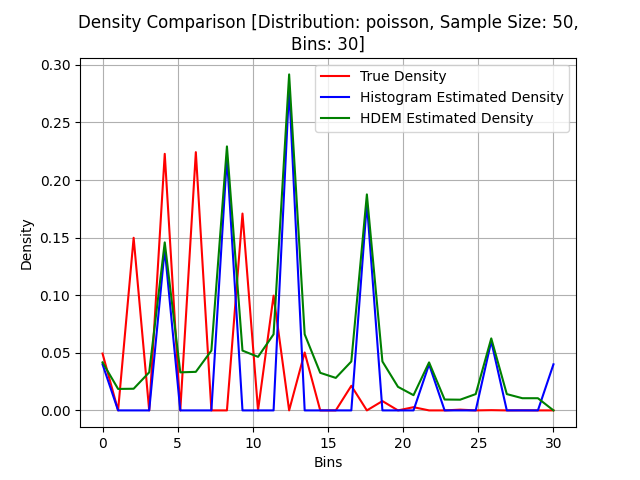 Density Comparison [Distribution: poisson, Sample Size: 50,
Bins: 30]
True Density
Histogram Estimated Density
HDEM Estimated Density
Density
0.30
0.25
0.20
0.15
0.10
0.05
0.00
0 5 10 15 20 25 30
Bins